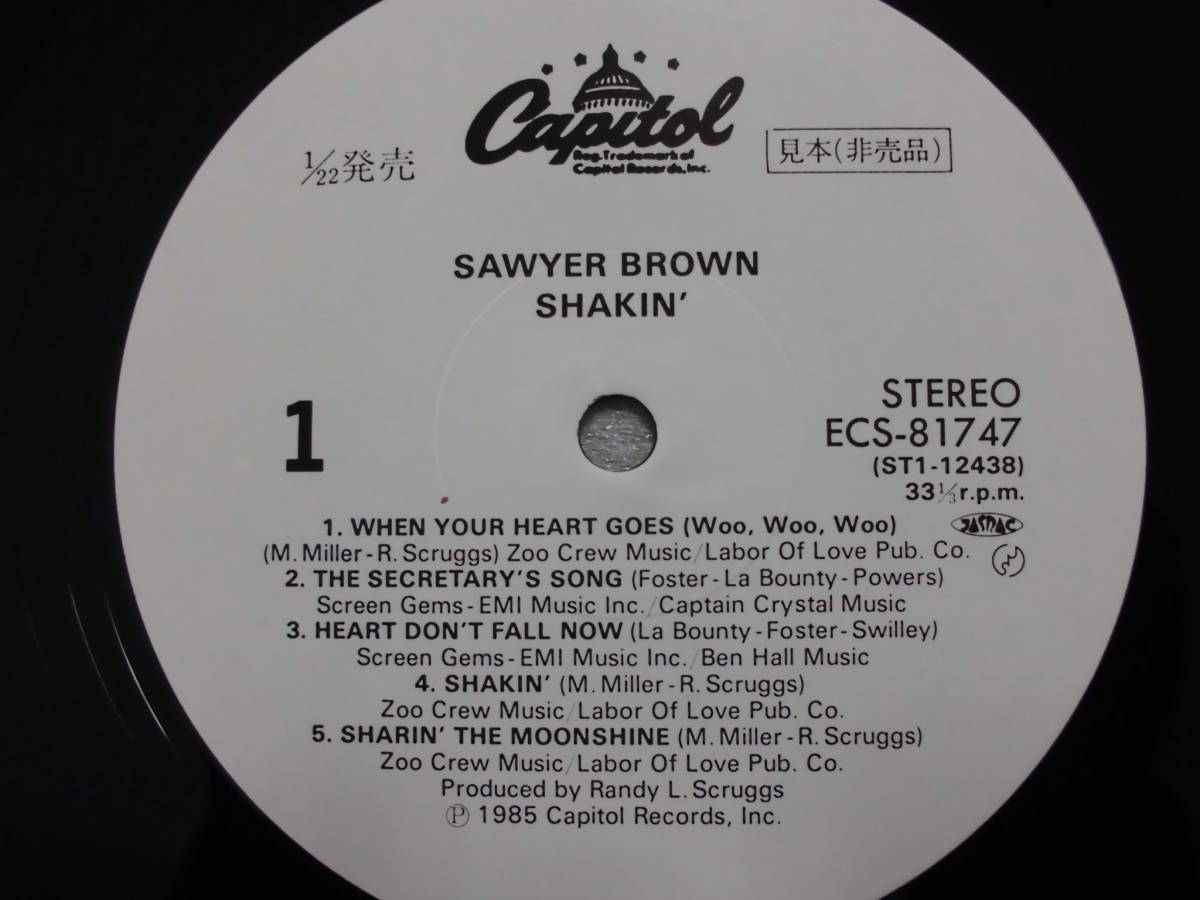 Capitol
Reg. Trademark of
Capitol Records, Inc.
1/22発売
見本(非売品)
SAWYER BROWN
SHAKIN'
1
STEREO
ECS-81747
(ST1-12438)
33 1/3 r.p.m.
JASRAC
1. WHEN YOUR HEART GOES (Woo, Woo, Woo)
(M. Miller-R. Scruggs) Zoo Crew Music/Labor Of Love Pub. Co.
2. THE SECRETARY'S SONG (Foster-La Bounty-Powers)
Screen Gems-EMI Music Inc./Captain Crystal Music
3. HEART DON'T FALL NOW (La Bounty-Foster-Swilley)
Screen Gems-EMI Music Inc./Ben Hall Music
4. SHAKIN' (M. Miller-R. Scruggs)
Zoo Crew Music/Labor Of Love Pub. Co.
5. SHARIN' THE MOONSHINE (M. Miller-R. Scruggs)
Zoo Crew Music/Labor Of Love Pub. Co.
Produced by Randy L. Scruggs
℗ 1985 Capitol Records, Inc.